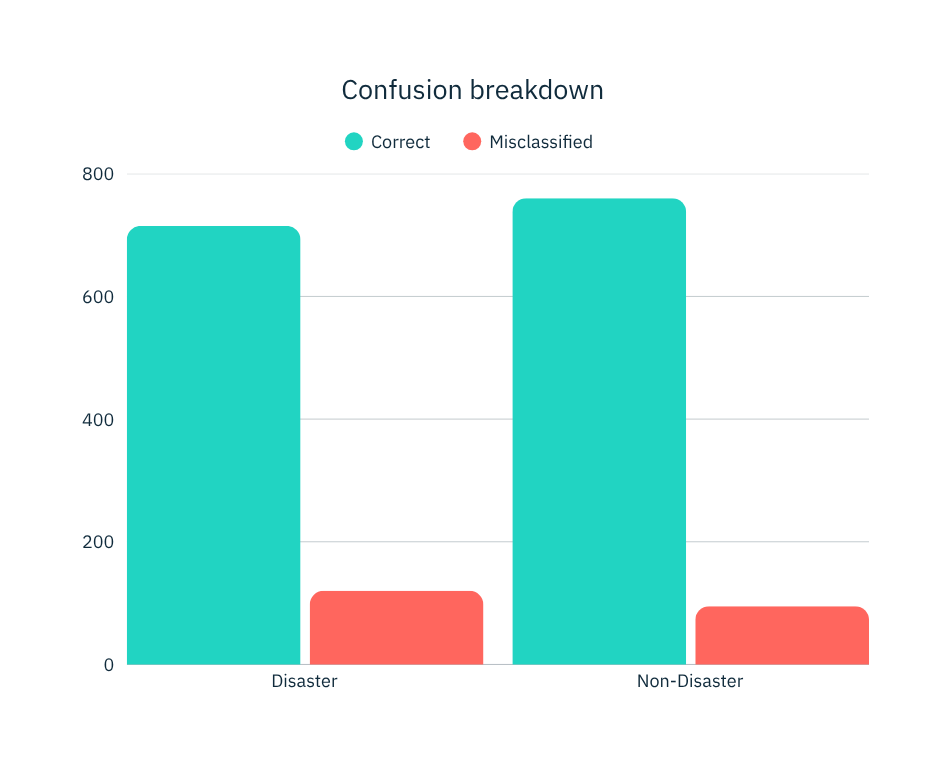 Confusion breakdown
Correct Misclassified
800
600
400
200
0
Disaster Non-Disaster